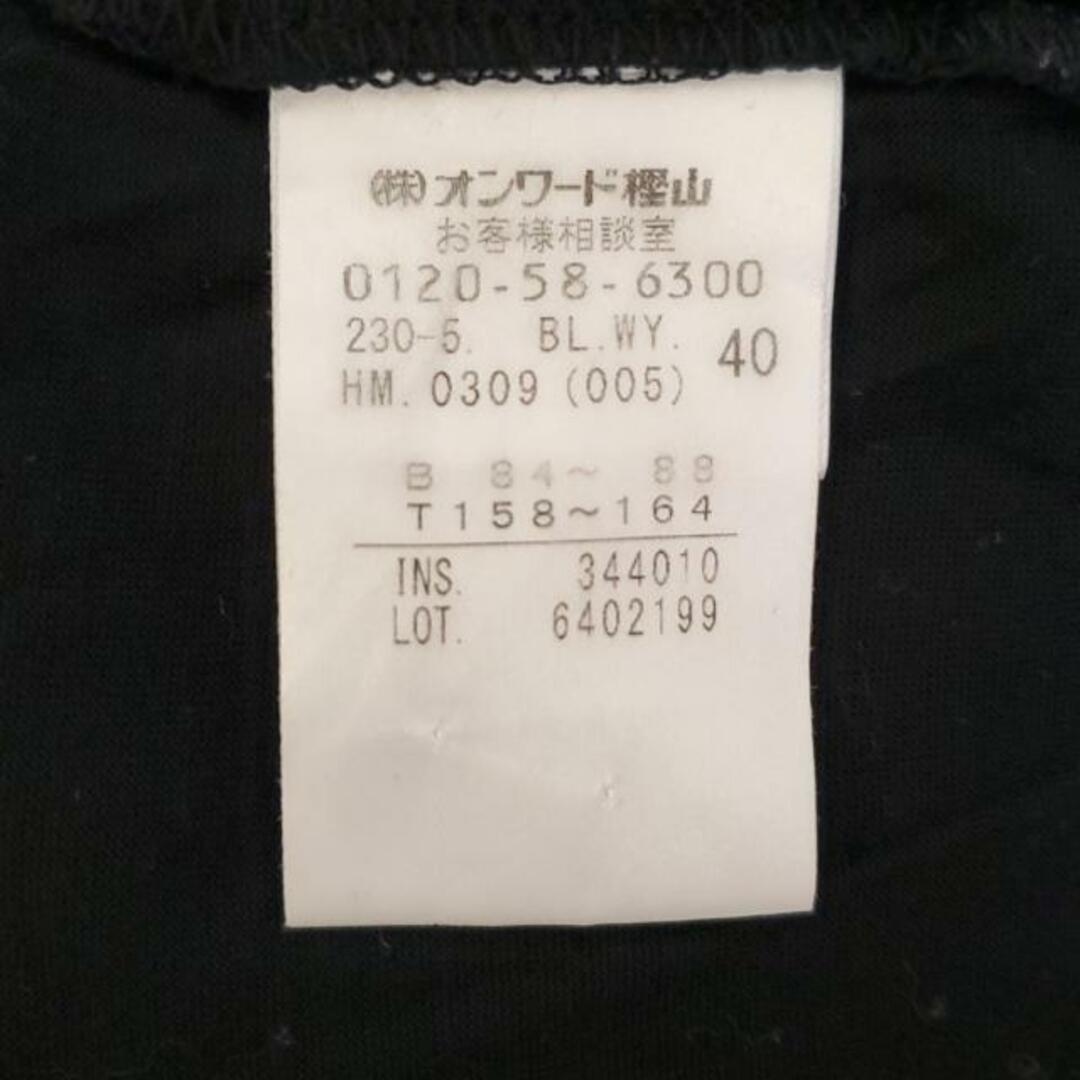 (株)オンワード樫山
お客様相談室
0120-58-6300
230-5. BL.WY. 40
HM. 0309 (005)
B 84~ 88
T158~164
INS. 344010
LOT. 6402199